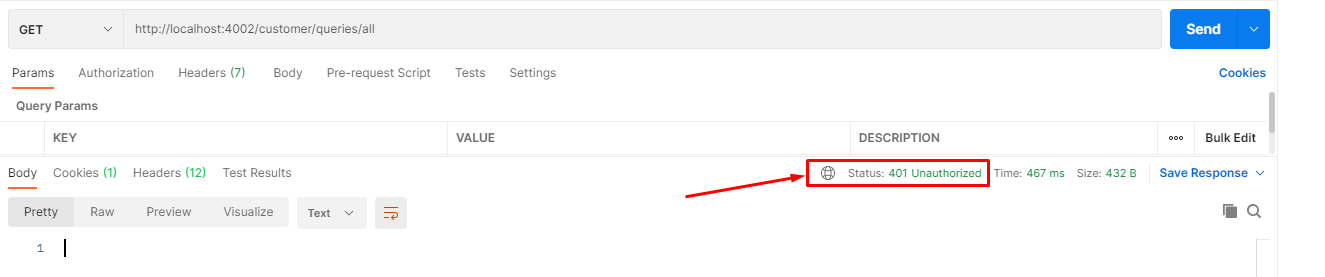 GET http://localhost:4002/customer/queries/all Send
Params Authorization Headers (7) Body Pre-request Script Tests Settings Cookies
Query Params
KEY VALUE DESCRIPTION Bulk Edit
Body Cookies (1) Headers (12) Test Results Status: 401 Unauthorized Time: 467 ms Size: 432 B Save Response
Pretty Raw Preview Visualize Text
1